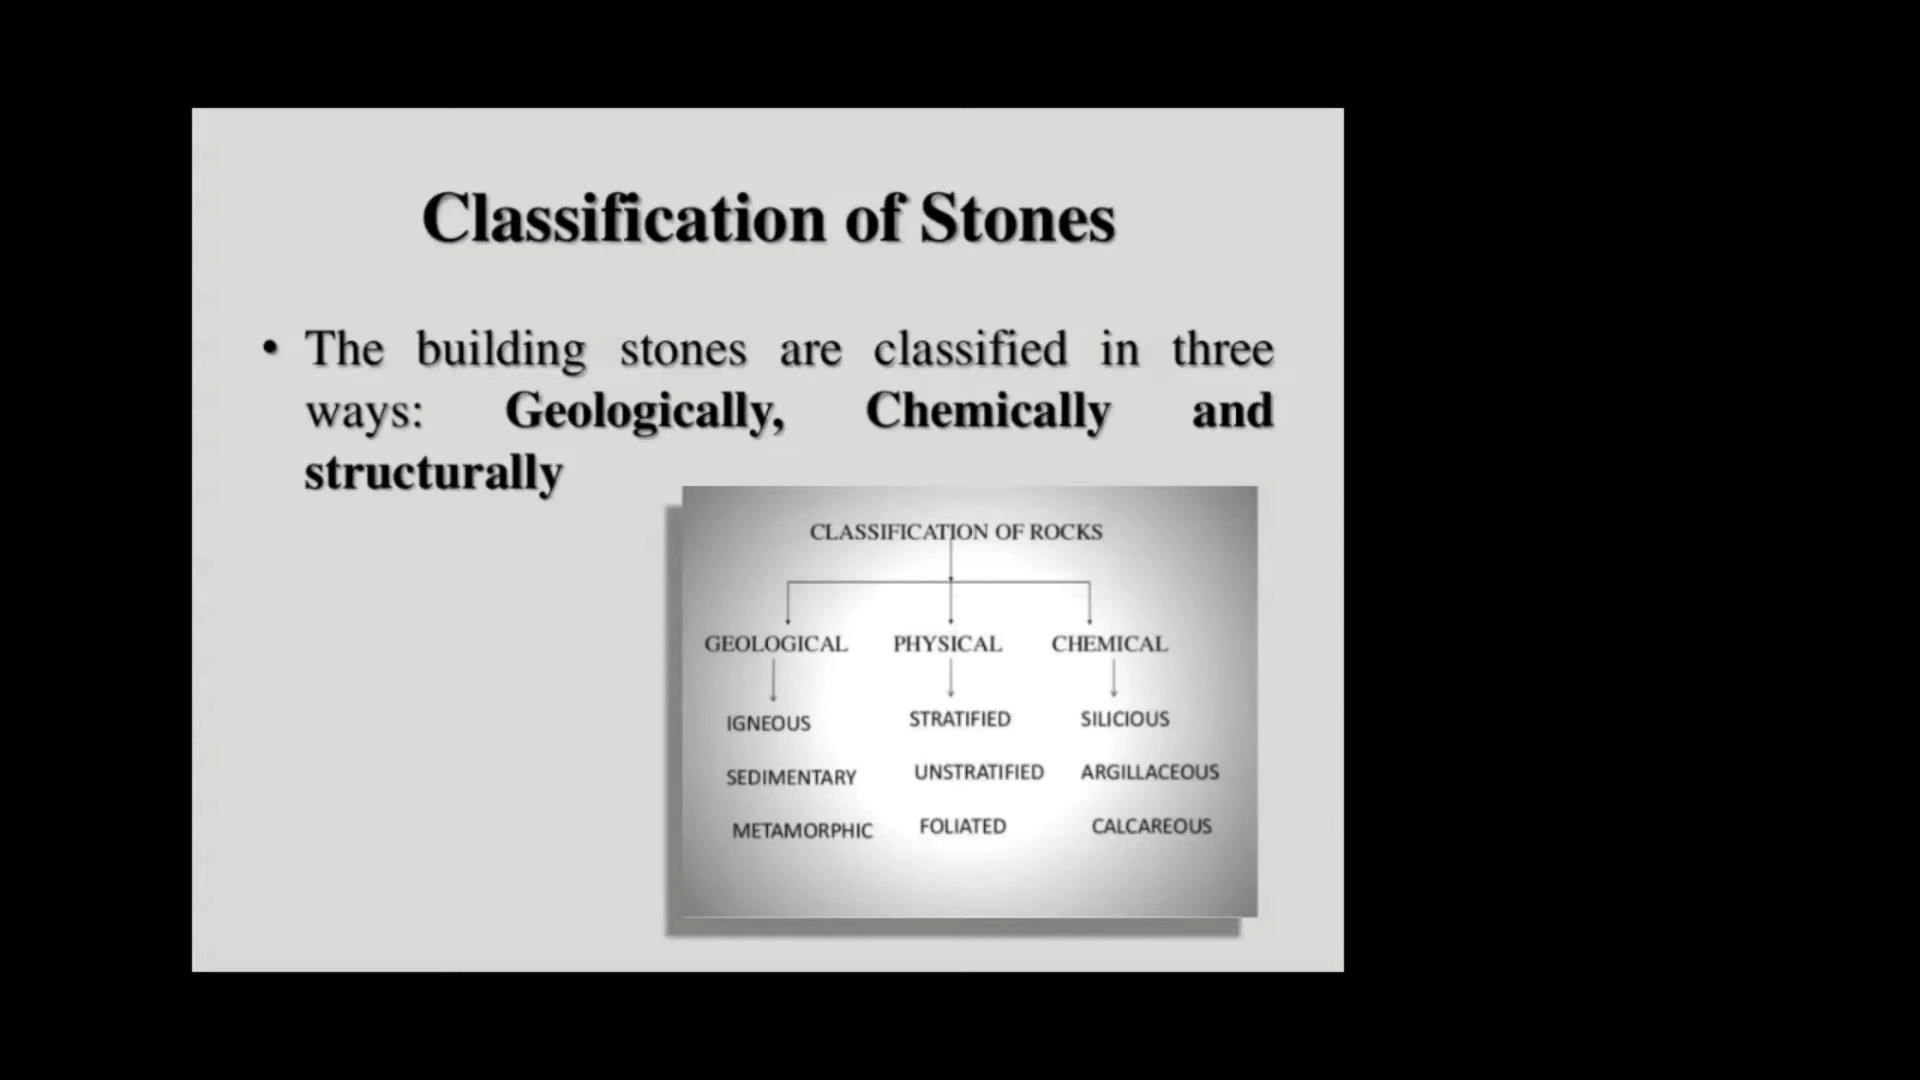 Classification of Stones
• The building stones are classified in three
ways: Geologically, Chemically and
structurally
CLASSIFICATION OF ROCKS
GEOLOGICAL PHYSICAL CHEMICAL
IGNEOUS STRATIFIED SILICIOUS
SEDIMENTARY UNSTRATIFIED ARGILLACEOUS
METAMORPHIC FOLIATED CALCAREOUS